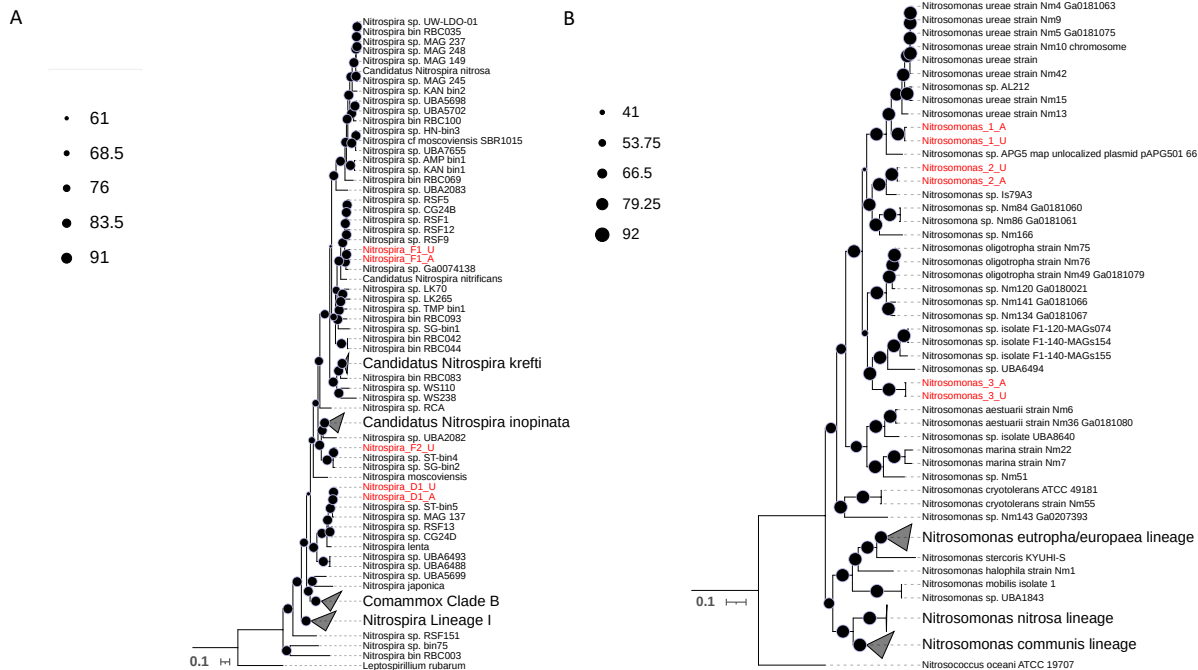 A
61
68.5
76
83.5
91
Nitrospira sp. UW-LDO-01
Nitrospira bin RBC035
Nitrospira sp. MAG 237
Nitrospira sp. MAG 248
Nitrospira sp. MAG 149
Candidatus Nitrospira nitrosa
Nitrospira sp. MAG 245
Nitrospira sp. KAN bin2
Nitrospira sp. UBA5698
Nitrospira sp. UBA5702
Nitrospira bin RBC100
Nitrospira sp. HN-bin3
Nitrospira cf moscoviensis SBR1015
Nitrospira sp. UBA7655
Nitrospira sp. AMP bin1
Nitrospira sp. KAN bin1
Nitrospira bin RBC069
Nitrospira sp. UBA2083
Nitrospira sp. RSF5
Nitrospira sp. CG24B
Nitrospira sp. RSF1
Nitrospira sp. RSF12
Nitrospira sp. RSF9
Nitrospira_F1_U
Nitrospira_F1_A
Nitrospira sp. Ga0074138
Candidatus Nitrospira nitrificans
Nitrospira sp. LK70
Nitrospira sp. LK265
Nitrospira sp. TMP bin1
Nitrospira bin RBC093
Nitrospira sp. SG-bin1
Nitrospira bin RBC042
Nitrospira bin RBC044
Candidatus Nitrospira krefti
Nitrospira bin RBC083
Nitrospira sp. WS110
Nitrospira sp. WS238
Nitrospira sp. RCA
Candidatus Nitrospira inopinata
Nitrospira sp. UBA2082
Nitrospira_F2_U
Nitrospira sp. ST-bin4
Nitrospira sp. SG-bin2
Nitrospira moscoviensis
Nitrospira_D1_U
Nitrospira_D1_A
Nitrospira sp. ST-bin5
Nitrospira sp. MAG 137
Nitrospira sp. RSF13
Nitrospira sp. CG24D
Nitrospira lenta
Nitrospira sp. UBA6493
Nitrospira sp. UBA6488
Nitrospira sp. UBA5699
Nitrospira japonica
Comammox Clade B
Nitrospira Lineage I
Nitrospira sp. RSF151
Nitrospira sp. bin75
Nitrospira bin RBC003
Leptospirillum rubarum
0.1
B
41
53.75
66.5
79.25
92
Nitrosomonas ureae strain Nm4 Ga0181063
Nitrosomonas ureae strain Nm9
Nitrosomonas ureae strain Nm5 Ga0181075
Nitrosomonas ureae strain Nm10 chromosome
Nitrosomonas ureae strain
Nitrosomonas ureae strain Nm42
Nitrosomonas sp. AL212
Nitrosomonas ureae strain Nm15
Nitrosomonas ureae strain Nm13
Nitrosomonas_1_A
Nitrosomonas_1_U
Nitrosomonas sp. APG5 map unlocalized plasmid pAPG501 66
Nitrosomonas_2_U
Nitrosomonas_2_A
Nitrosomonas sp. Is79A3
Nitrosomonas sp. Nm84 Ga0181060
Nitrosomona sp. Nm86 Ga0181061
Nitrosomonas sp. Nm166
Nitrosomonas oligotropha strain Nm75
Nitrosomonas oligotropha strain Nm76
Nitrosomonas oligotropha strain Nm49 Ga0181079
Nitrosomonas sp. Nm120 Ga0180021
Nitrosomonas sp. Nm141 Ga0181066
Nitrosomonas sp. Nm134 Ga0181067
Nitrosomonas sp. isolate F1-120-MAGs074
Nitrosomonas sp. isolate F1-140-MAGs154
Nitrosomonas sp. isolate F1-140-MAGs155
Nitrosomonas sp. UBA6494
Nitrosomonas_3_A
Nitrosomonas_3_U
Nitrosomonas aestuarii strain Nm6
Nitrosomonas aestuarii strain Nm36 Ga0181080
Nitrosomonas sp. isolate UBA8640
Nitrosomonas marina strain Nm22
Nitrosomonas marina strain Nm7
Nitrosomonas sp. Nm51
Nitrosomonas cryotolerans ATCC 49181
Nitrosomonas cryotolerans strain Nm55
Nitrosomonas sp. Nm143 Ga0207393
Nitrosomonas eutropha/europaea lineage
Nitrosomonas stercoris KYUHI-S
Nitrosomonas halophila strain Nm1
Nitrosomonas mobilis isolate 1
Nitrosomonas sp. UBA1843
Nitrosomonas nitrosa lineage
Nitrosomonas communis lineage
Nitrosococcus oceani ATCC 19707
0.1